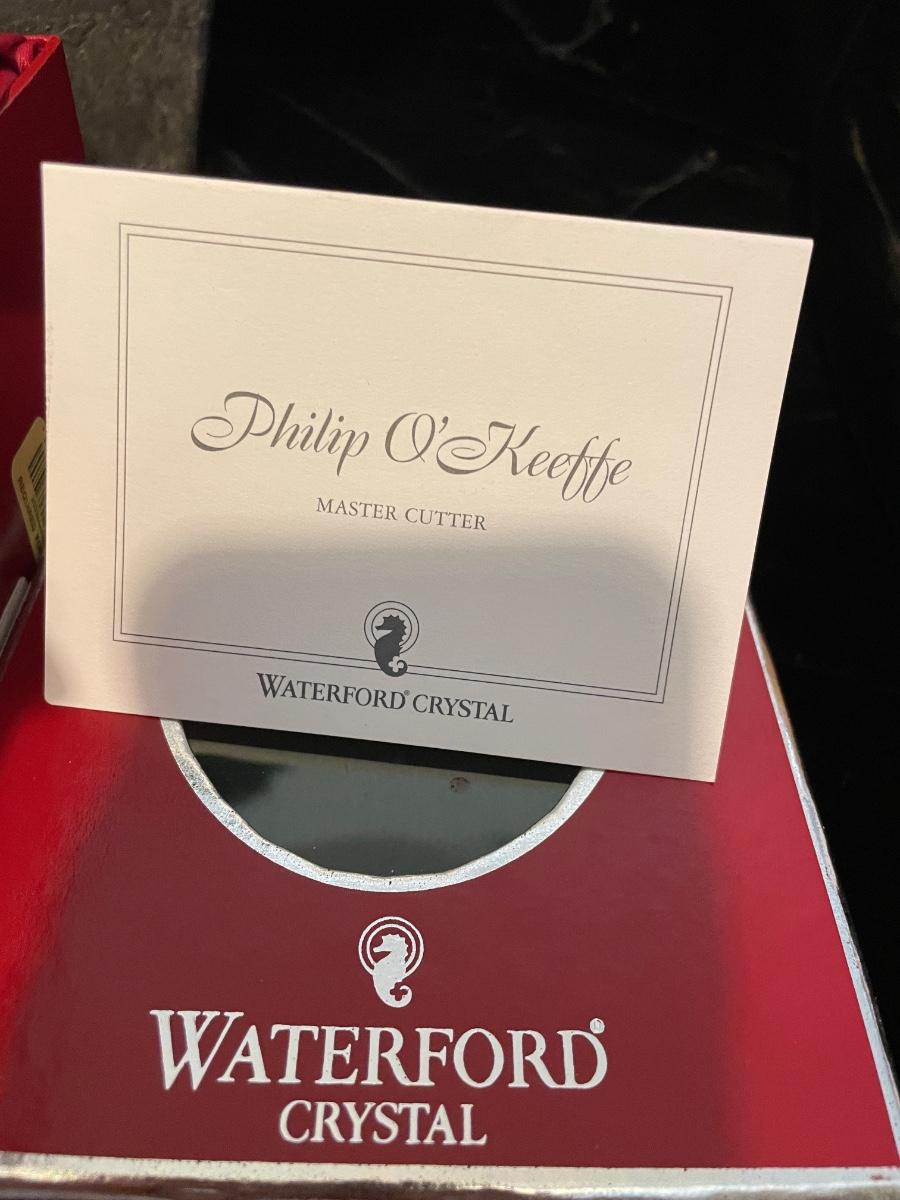 Philip O'Keeffe
MASTER CUTTER
WATERFORD® CRYSTAL
WATERFORD®
CRYSTAL